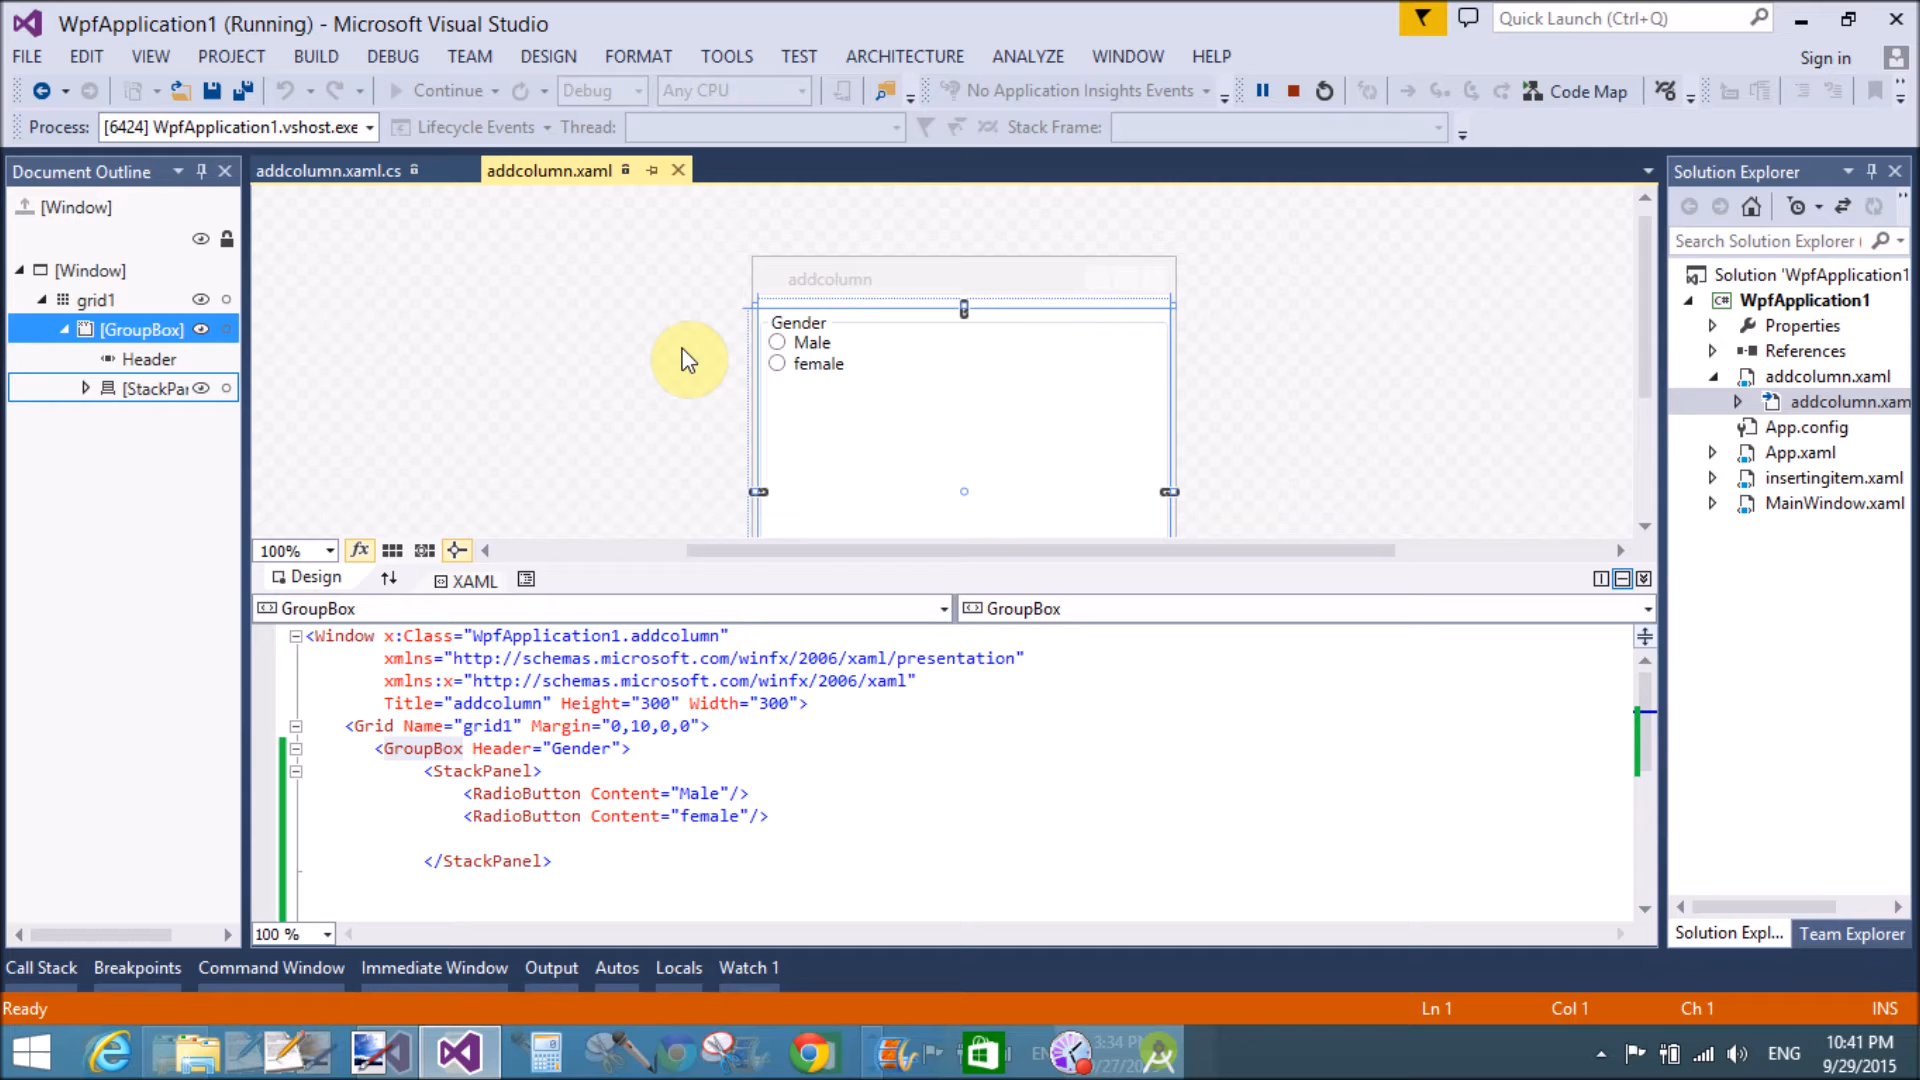 WpfApplication1 (Running) - Microsoft Visual Studio
Quick Launch (Ctrl+Q)
FILE EDIT VIEW PROJECT BUILD DEBUG TEAM DESIGN FORMAT TOOLS TEST ARCHITECTURE ANALYZE WINDOW HELP
Sign in
Continue Debug Any CPU No Application Insights Events Code Map
Process: [6424] WpfApplication1.vshost.exe Lifecycle Events Thread: Stack Frame:
Document Outline
[Window]
[Window]
grid1
[GroupBox]
Header
[StackPar
addcolumn.xaml.cs addcolumn.xaml
addcolumn
Gender
Male
female
100%
Design XAML
GroupBox GroupBox
<Window x:Class="WpfApplication1.addcolumn"
xmlns="http://schemas.microsoft.com/winfx/2006/xaml/presentation"
xmlns:x="http://schemas.microsoft.com/winfx/2006/xaml"
Title="addcolumn" Height="300" Width="300">
<Grid Name="grid1" Margin="0,10,0,0">
<GroupBox Header="Gender">
<StackPanel>
<RadioButton Content="Male"/>
<RadioButton Content="female"/>
</StackPanel>
100 %
Solution Explorer
Search Solution Explorer (
Solution 'WpfApplication1
WpfApplication1
Properties
References
addcolumn.xaml
addcolumn.xam
App.config
App.xaml
insertingitem.xaml
MainWindow.xaml
Solution Expl... Team Explorer
Call Stack Breakpoints Command Window Immediate Window Output Autos Locals Watch 1
Ready Ln 1 Col 1 Ch 1 INS
3:34 PM
ENG
10:41 PM
9/29/2015